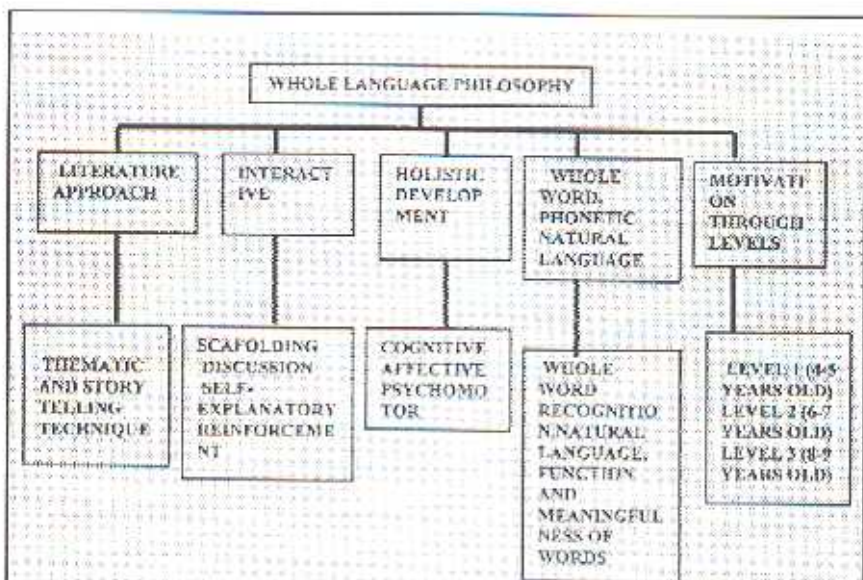 WHOLE LANGUAGE PHILOSOPHY
LITERATURE
APPROACH
INTERACT
IVE
HOLISTIC
DEVELOP
MENT
WHOLE
WORD,
PHONETIC
NATURAL
LANGUAGE
MOTIVATI
ON
THROUGH
LEVELS
THEMATIC
AND STORY
TELLING
TECHNIQUE
SCAFOLDING
DISCUSSION
SELF-
EXPLANATORY
REINFORCEME
NT
COGNITIVE
AFFECTIVE
PSYCHOMO
TOR
WHOLE
WORD
RECOGNITIO
N,NATURAL
LANGUAGE,
FUNCTION
AND
MEANINGFUL
NESS OF
WORDS
LEVEL 1 (4-5
YEARS OLD)
LEVEL 2 (6-7
YEARS OLD)
LEVEL 3 (8-9
YEARS OLD)